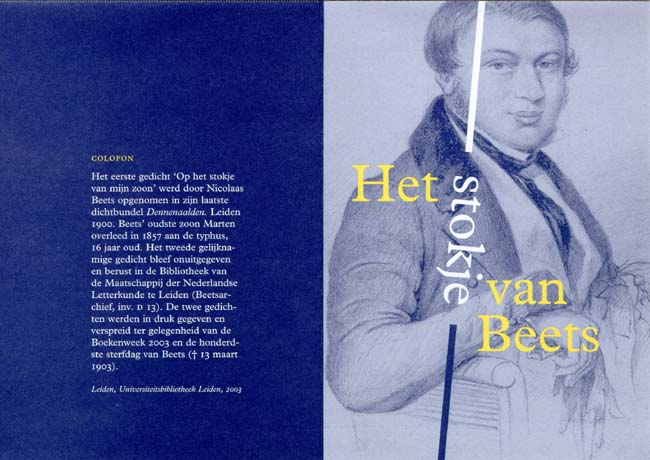 COLOFON
Het eerste gedicht ‘Op het stokje
van mijn zoon’ werd door Nicolaas
Beets opgenomen in zijn laatste
dichtbundel Dennenaalden. Leiden
1900. Beets’ oudste zoon Marten
overleed in 1857 aan de typhus,
16 jaar oud. Het tweede gelijkna-
mige gedicht bleef onuitgegeven
en berust in de Bibliotheek van
de Maatschappij der Nederlandse
Letterkunde te Leiden (Beetsar-
chief, inv. D 13). De twee gedich-
ten werden in druk gegeven en
verspreid ter gelegenheid van de
Boekenweek 2003 en de honderd-
ste sterfdag van Beets († 13 maart
1903).
Leiden, Universiteitsbibliotheek Leiden, 2003
Het
stokje
van
Beets